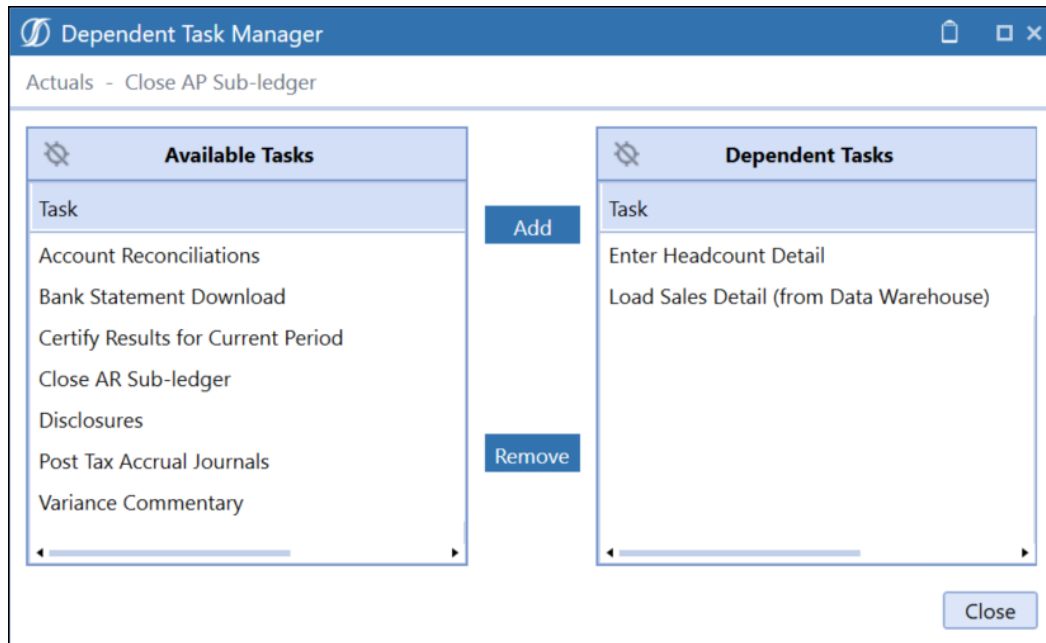 Dependent Task Manager
Actuals - Close AP Sub-ledger
Available Tasks
Task
Account Reconciliations
Bank Statement Download
Certify Results for Current Period
Close AR Sub-ledger
Disclosures
Post Tax Accrual Journals
Variance Commentary
Add
Remove
Dependent Tasks
Task
Enter Headcount Detail
Load Sales Detail (from Data Warehouse)
Close